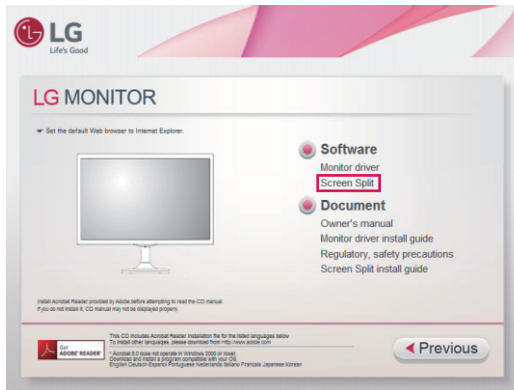 LG
Life's Good
LG MONITOR
☛ Set the default Web browser to Internet Explorer.
Software
Monitor driver
Screen Split
Document
Owner's manual
Monitor driver install guide
Regulatory, safety precautions
Screen Split install guide
Install Acrobat Reader provided by Adobe before attempting to read the CD manual.
If you do not install it, CD manual may not be displayed properly.
Get
ADOBE® READER®
This CD includes Acrobat Reader installation file for the listed languages below
To install other languages, please download from http://www.adobe.com
* Acrobat 8.0 dose not operate in Windows 2000 or lower.
Download and install a program compatible with your OS.
English Deutsch Español Portuguese Nederlands Italiano Francais Japanese Korean
Previous